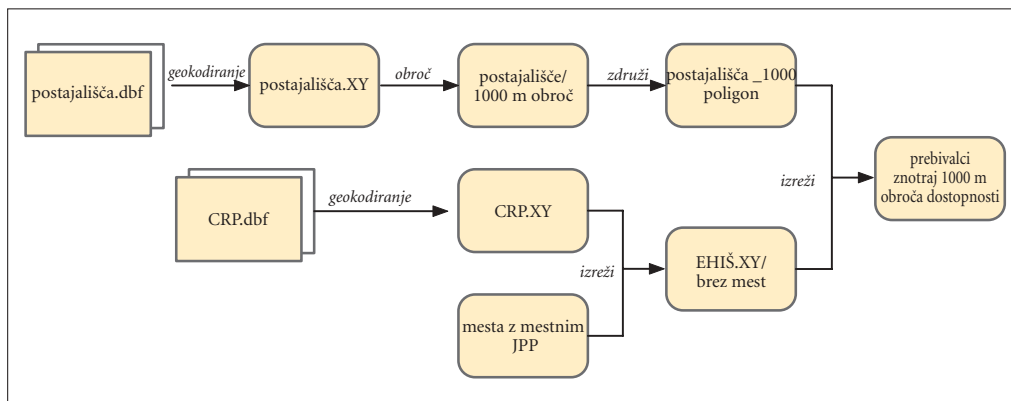 postajališča.dbf
geokodiranje
postajališča.XY
obroč
postajališče/
1000 m obroč
združi
postajališča _1000
poligon
CRP.dbf
geokodiranje
CRP.XY
izreži
mesta z mestnim
JPP
EHIŠ.XY/
brez mest
izreži
prebivalci
znotraj 1000 m
obroča dostopnosti